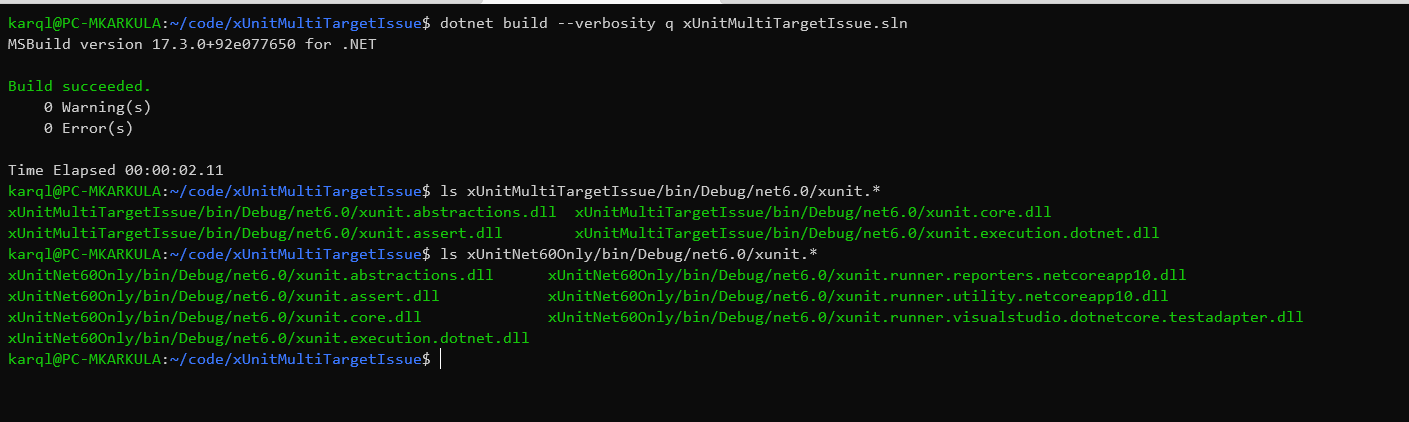 karql@PC-MKARKULA:~/code/xUnitMultiTargetIssue$ dotnet build --verbosity q xUnitMultiTargetIssue.sln
MSBuild version 17.3.0+92e077650 for .NET
Build succeeded.
    0 Warning(s)
    0 Error(s)
Time Elapsed 00:00:02.11
karql@PC-MKARKULA:~/code/xUnitMultiTargetIssue$ ls xUnitMultiTargetIssue/bin/Debug/net6.0/xunit.*
xUnitMultiTargetIssue/bin/Debug/net6.0/xunit.abstractions.dll  xUnitMultiTargetIssue/bin/Debug/net6.0/xunit.core.dll
xUnitMultiTargetIssue/bin/Debug/net6.0/xunit.assert.dll        xUnitMultiTargetIssue/bin/Debug/net6.0/xunit.execution.dotnet.dll
karql@PC-MKARKULA:~/code/xUnitMultiTargetIssue$ ls xUnitNet60Only/bin/Debug/net6.0/xunit.*
xUnitNet60Only/bin/Debug/net6.0/xunit.abstractions.dll      xUnitNet60Only/bin/Debug/net6.0/xunit.runner.reporters.netcoreapp10.dll
xUnitNet60Only/bin/Debug/net6.0/xunit.assert.dll            xUnitNet60Only/bin/Debug/net6.0/xunit.runner.utility.netcoreapp10.dll
xUnitNet60Only/bin/Debug/net6.0/xunit.core.dll              xUnitNet60Only/bin/Debug/net6.0/xunit.runner.visualstudio.dotnetcore.testadapter.dll
xUnitNet60Only/bin/Debug/net6.0/xunit.execution.dotnet.dll
karql@PC-MKARKULA:~/code/xUnitMultiTargetIssue$